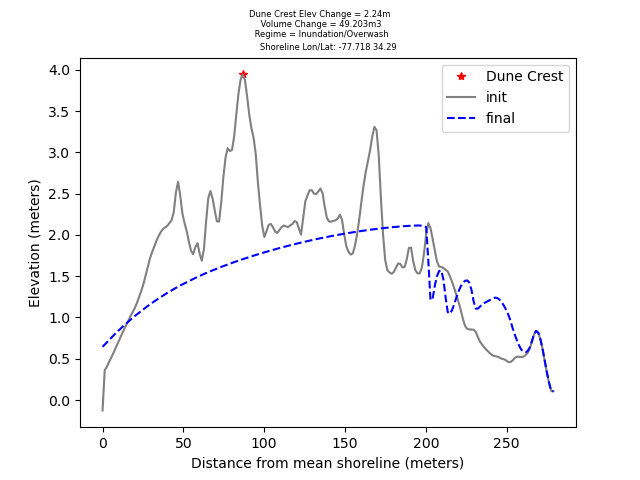 Dune Crest Elev Change = 2.24m
Volume Change = 49.203m3
Regime = Inundation/Overwash
Shoreline Lon/Lat: -77.718 34.29
Dune Crest
init
final
4.0
3.5
3.0
2.5
2.0
1.5
1.0
0.5
0.0
Elevation (meters)
0 50 100 150 200 250
Distance from mean shoreline (meters)